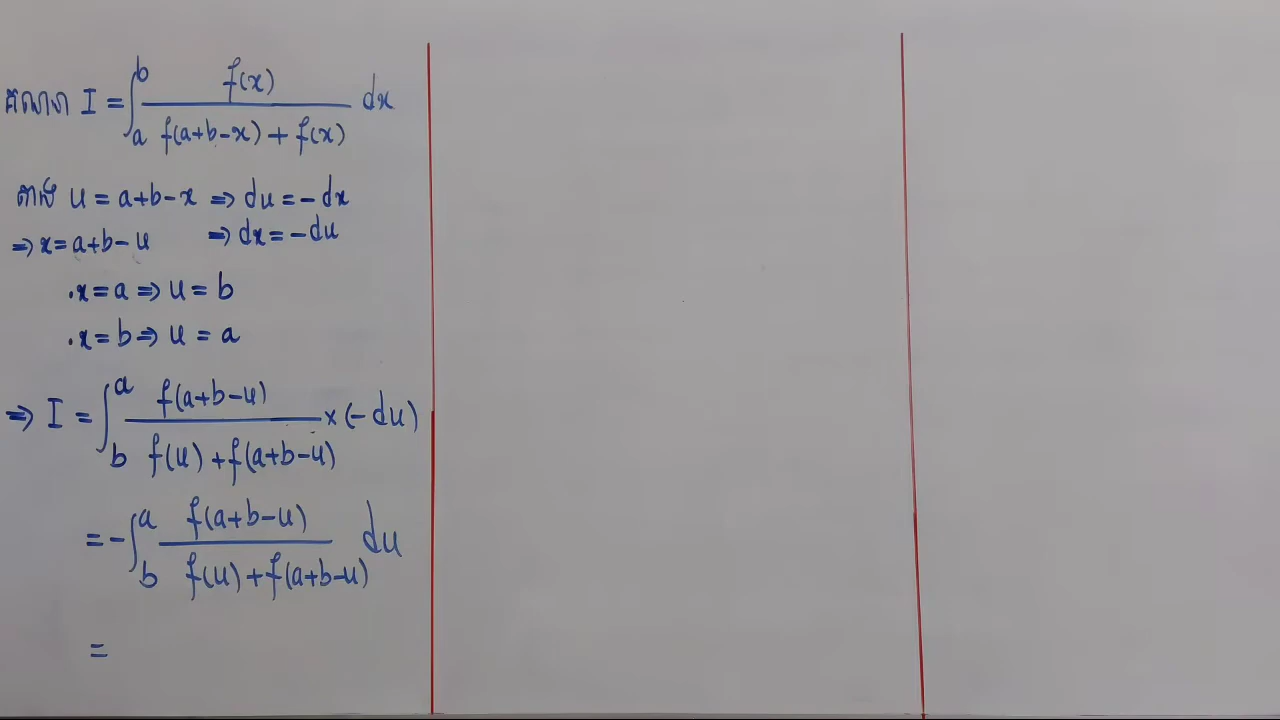 គណនា I = ∫_a^b f(x) / (f(a+b-x) + f(x)) dx
តាង u = a+b-x ⇒ du = -dx
⇒ x = a+b-u ⇒ dx = -du
. x = a ⇒ u = b
. x = b ⇒ u = a
⇒ I = ∫_b^a f(a+b-u) / (f(u) + f(a+b-u)) × (-du)
= -∫_b^a f(a+b-u) / (f(u) + f(a+b-u)) du
=